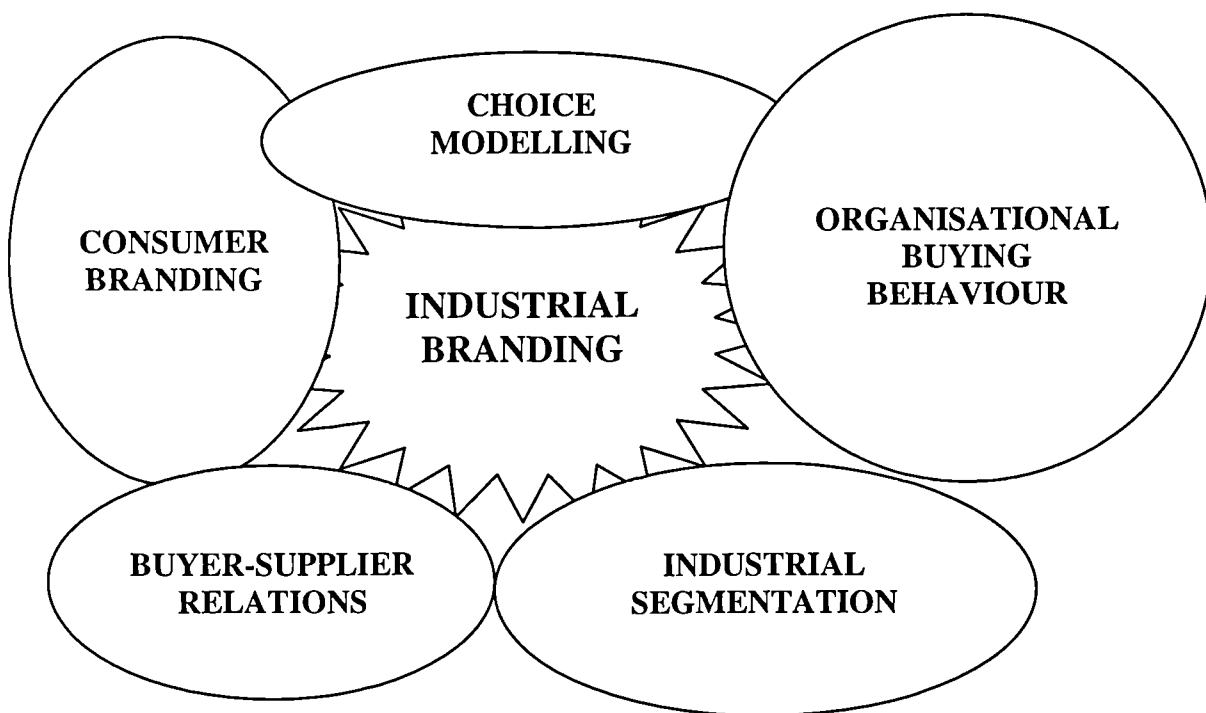 CHOICE
MODELLING
CONSUMER
BRANDING
ORGANISATIONAL
BUYING
BEHAVIOUR
INDUSTRIAL
BRANDING
BUYER-SUPPLIER
RELATIONS
INDUSTRIAL
SEGMENTATION